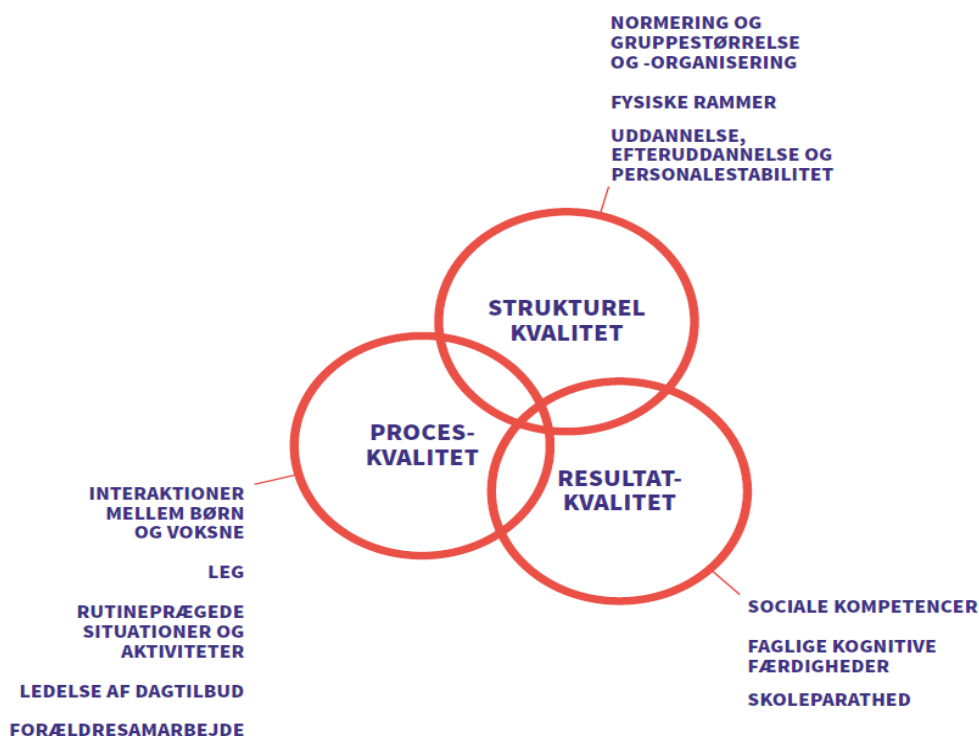 NORMERING OG
GRUPPESTØRRELSE
OG -ORGANISERING
FYSISKE RAMMER
UDDANNELSE,
EFTERUDDANNELSE OG
PERSONALESTABILITET
STRUKTUREL
KVALITET
PROCES-
KVALITET
RESULTAT-
KVALITET
INTERAKTIONER
MELLEM BØRN
OG VOKSNE
LEG
RUTINEPRÆGEDE
SITUATIONER OG
AKTIVITETER
LEDELSE AF DAGTILBUD
FORÆLDRESAMARBEJDE
SOCIALE KOMPETENCER
FAGLIGE KOGNITIVE
FÆRDIGHEDER
SKOLEPARATHED